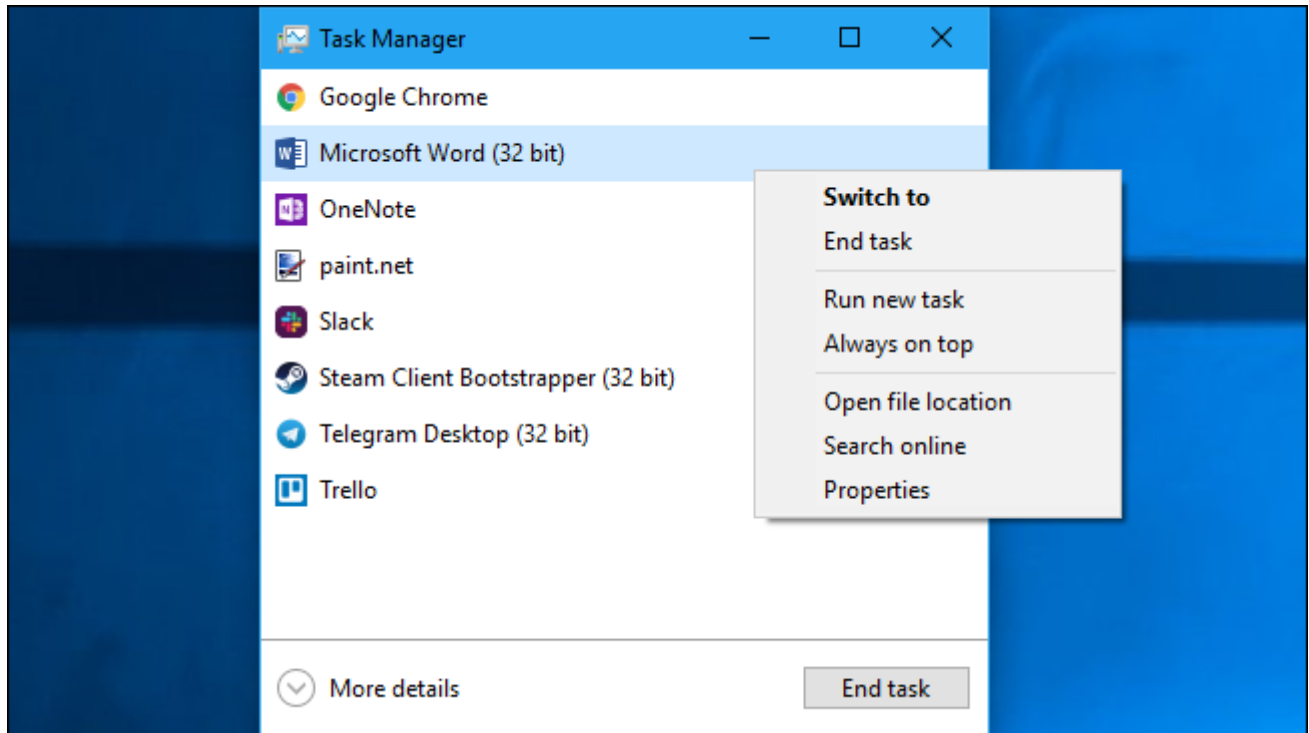 Task Manager
Google Chrome
Microsoft Word (32 bit)
OneNote
paint.net
Slack
Steam Client Bootstrapper (32 bit)
Telegram Desktop (32 bit)
Trello
Switch to
End task
Run new task
Always on top
Open file location
Search online
Properties
More details
End task